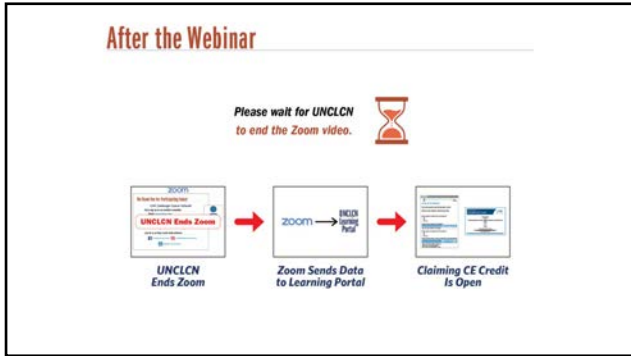 After the Webinar
Please wait for UNCLCN
to end the Zoom video.
zoom
UNCLCN Ends Zoom
zoom
UNCLCN
Learning
Portal
UNCLCN
Ends Zoom
Zoom Sends Data
to Learning Portal
Claiming CE Credit
Is Open